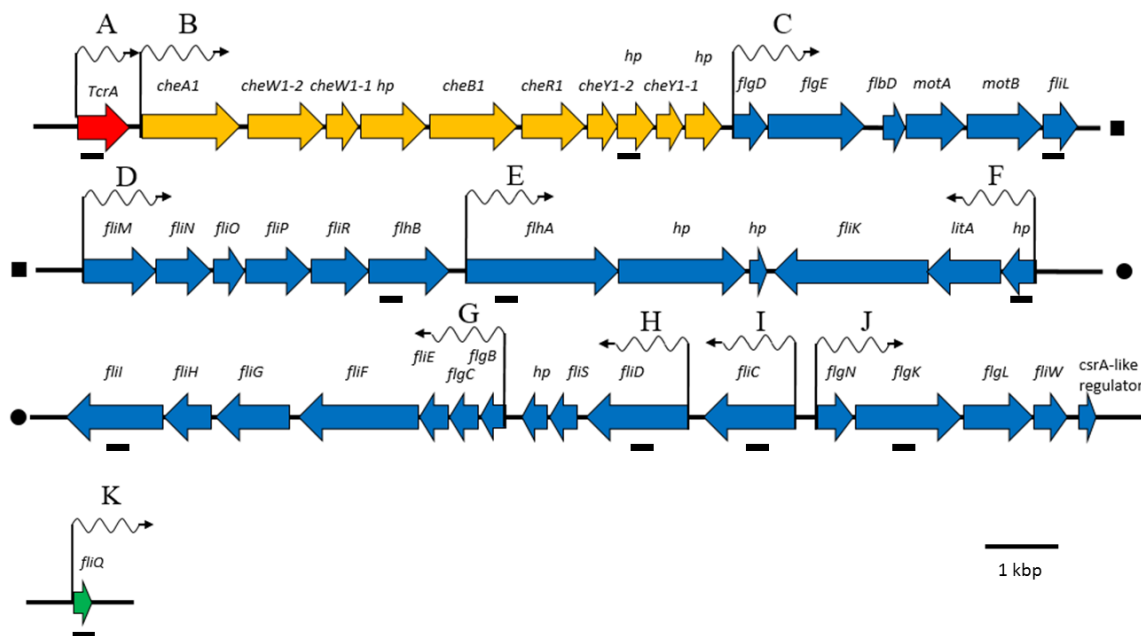 A B C
hp hp
TcrA cheA1 cheW1-2 cheW1-1 hp cheB1 cheR1 cheY1-2 cheY1-1 flgD flgE flbD motA motB fliL
D E F
fliM fliN fliO fliP fliR flhB flhA hp hp fliK litA hp
G H I J
fliI fliH fliG fliF fliE flgC flgB hp fliS fliD fliC flgN flgK flgL fliW csrA-like
regulator
K
fliQ
1 kbp